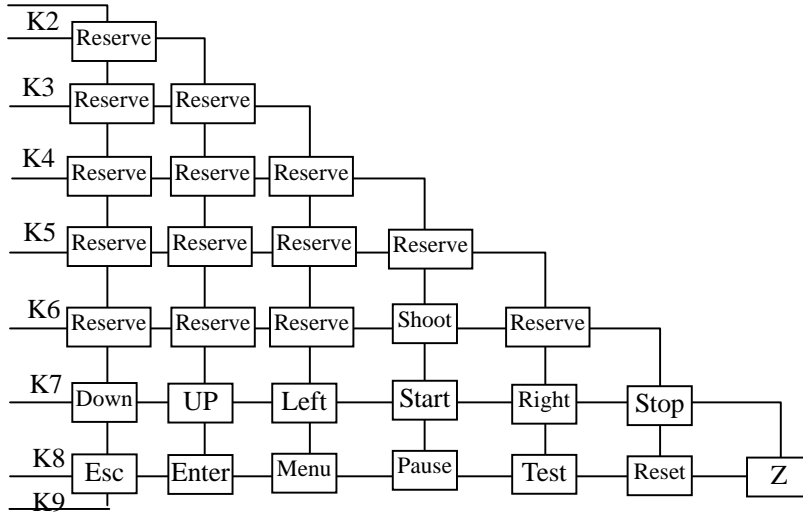 K2
Reserve
K3
Reserve Reserve
K4
Reserve Reserve Reserve
K5
Reserve Reserve Reserve Reserve
K6
Reserve Reserve Reserve Shoot Reserve
K7
Down UP Left Start Right Stop
K8
Esc Enter Menu Pause Test Reset Z
K9